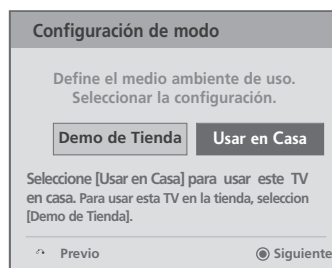 Configuración de modo
Define el medio ambiente de uso.
Seleccionar la configuración.
Demo de Tienda Usar en Casa
Seleccione [Usar en Casa] para usar este TV
en casa. Para usar esta TV en la tienda, seleccion
[Demo de Tienda].
Previo Siguiente